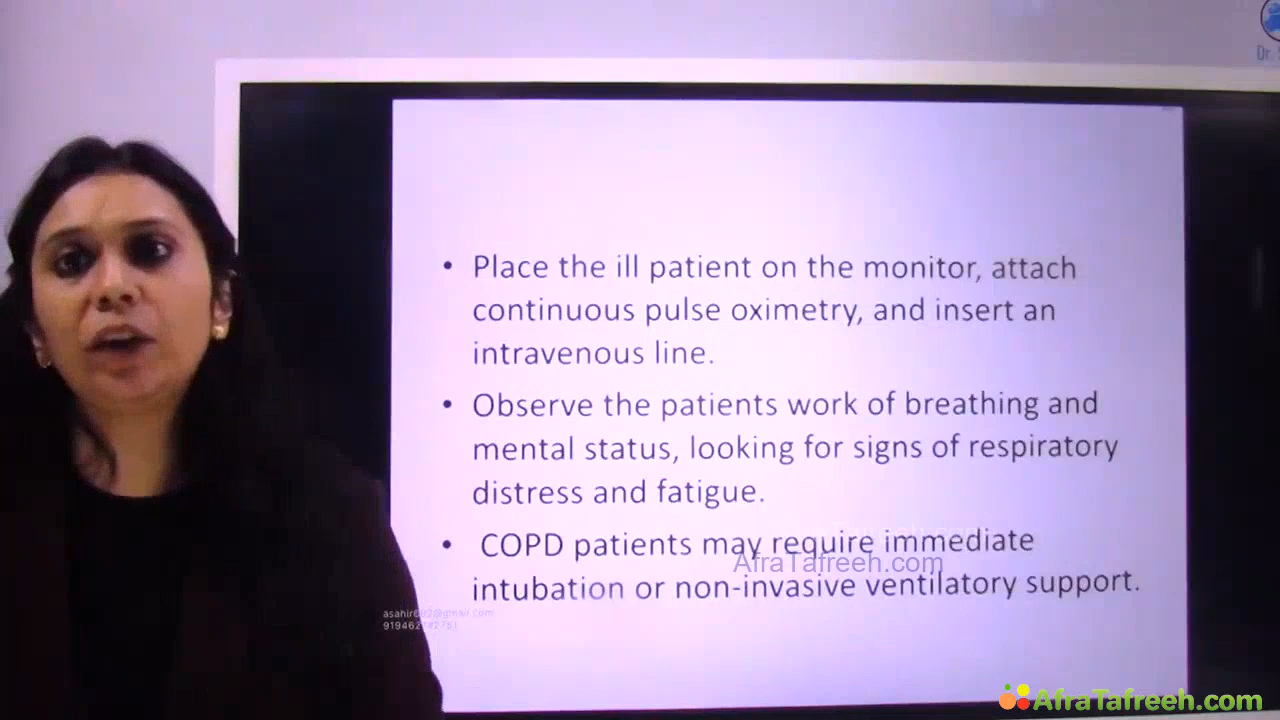 Dr.
• Place the ill patient on the monitor, attach
continuous pulse oximetry, and insert an
intravenous line.
• Observe the patients work of breathing and
mental status, looking for signs of respiratory
distress and fatigue.
• COPD patients may require immediate
intubation or non-invasive ventilatory support.
AfraTafreeh.com
AfraTafreeh.com